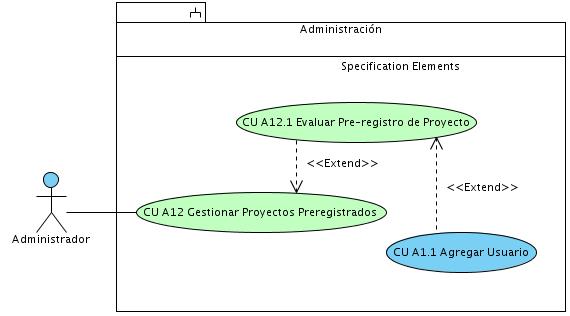 Administración
Specification Elements
CU A12.1 Evaluar Pre-registro de Proyecto
<<Extend>>
<<Extend>>
CU A12 Gestionar Proyectos Preregistrados
Administrador
CU A1.1 Agregar Usuario